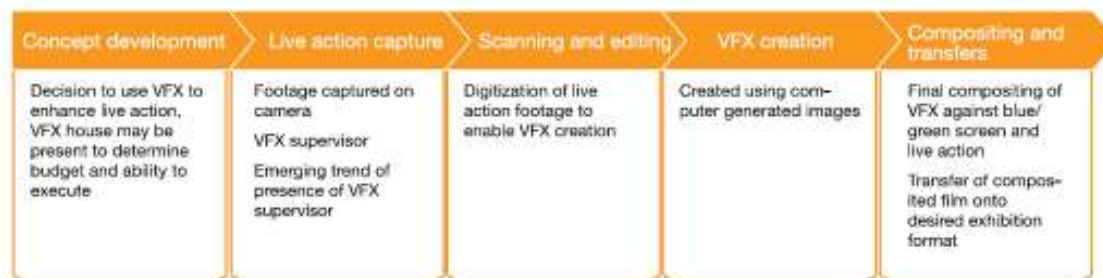 Concept development
Live action capture
Scanning and editing
VFX creation
Compositing and
transfers
Decision to use VFX to
enhance live action,
VFX house may be
present to determine
budget and ability to
execute
Footage captured on
camera
VFX supervisor
Emerging trend of
presence of VFX
supervisor
Digitization of live
action footage to
enable VFX creation
Created using com-
puter generated images
Final compositing of
VFX against blue/
green screen and
live action
Transfer of compos-
ited film onto
desired exhibition
format